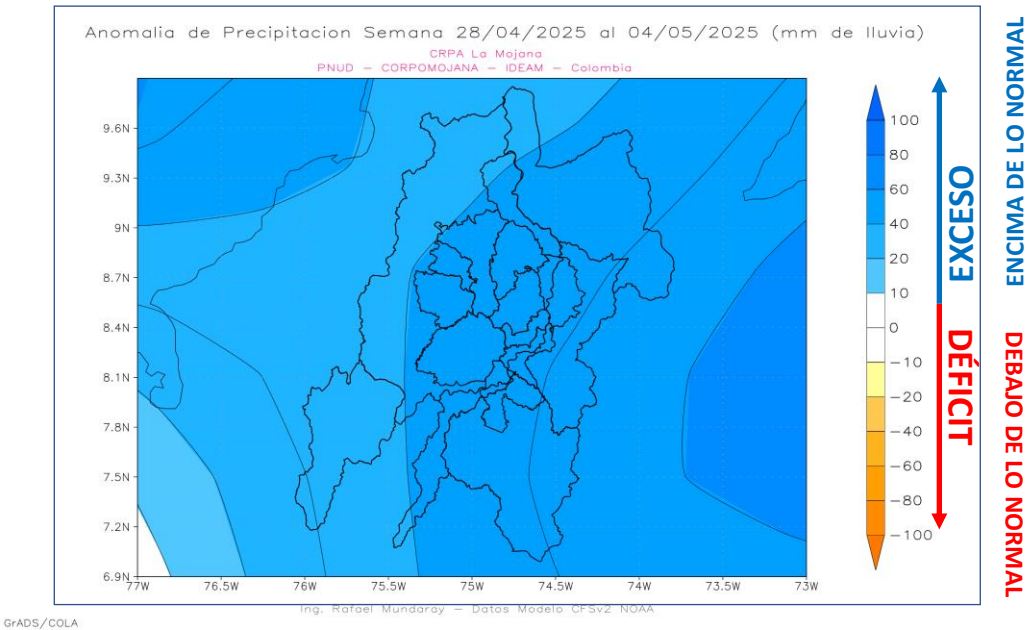 Anomalia de Precipitacion Semana 28/04/2025 al 04/05/2025 (mm de lluvia)
CRPA La Mojana
PNUD – CORPOMOJANA – IDEAM – Colombia
9.6N
9.3N
9N
8.7N
8.4N
8.1N
7.8N
7.5N
7.2N
6.9N
77W
76.5W
76W
75.5W
75W
74.5W
74W
73.5W
73W
100
80
60
40
20
10
0
−10
−20
−40
−60
−80
−100
EXCESO
DÉFICIT
ENCIMA DE LO NORMAL
DEBAJO DE LO NORMAL
Ing. Rafael Mundaray – Datos Modelo CFSv2 NOAA
GrADS/COLA